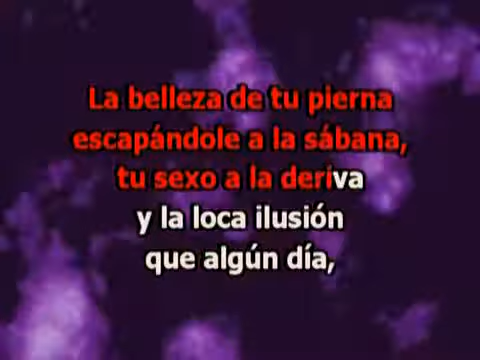 La belleza de tu pierna
escapándole a la sábana,
tu sexo a la deriva
y la loca ilusión
que algún día,